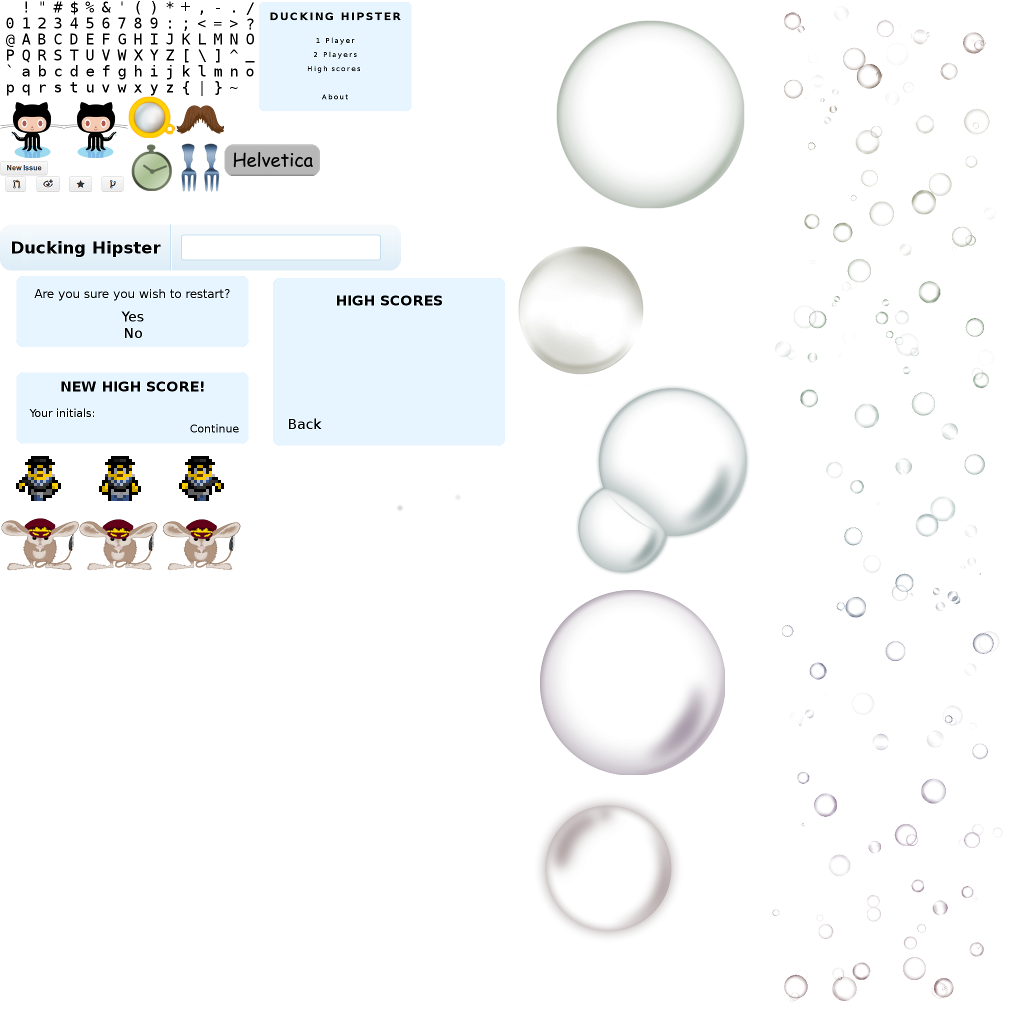 ! " # $ % & ' ( ) * + , - . /
0 1 2 3 4 5 6 7 8 9 : ; < = > ?
@ A B C D E F G H I J K L M N O
P Q R S T U V W X Y Z [ \ ] ^ _
` a b c d e f g h i j k l m n o
p q r s t u v w x y z { | } ~
DUCKING HIPSTER
1 Player
2 Players
High scores
About
New Issue
Helvetica
Ducking Hipster
Are you sure you wish to restart?
Yes
No
HIGH SCORES
Back
NEW HIGH SCORE!
Your initials:
Continue